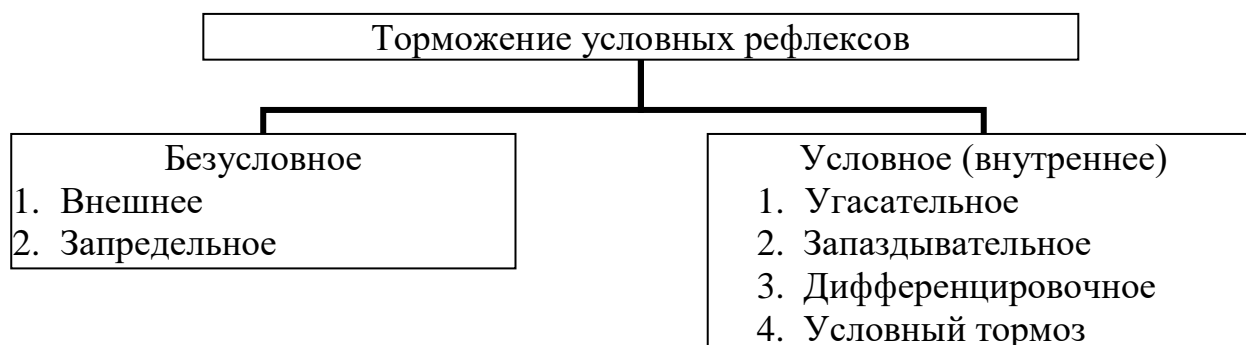 Торможение условных рефлексов
Безусловное
1. Внешнее
2. Запредельное
Условное (внутреннее)
1. Угасательное
2. Запаздывательное
3. Дифференцировочное
4. Условный тормоз